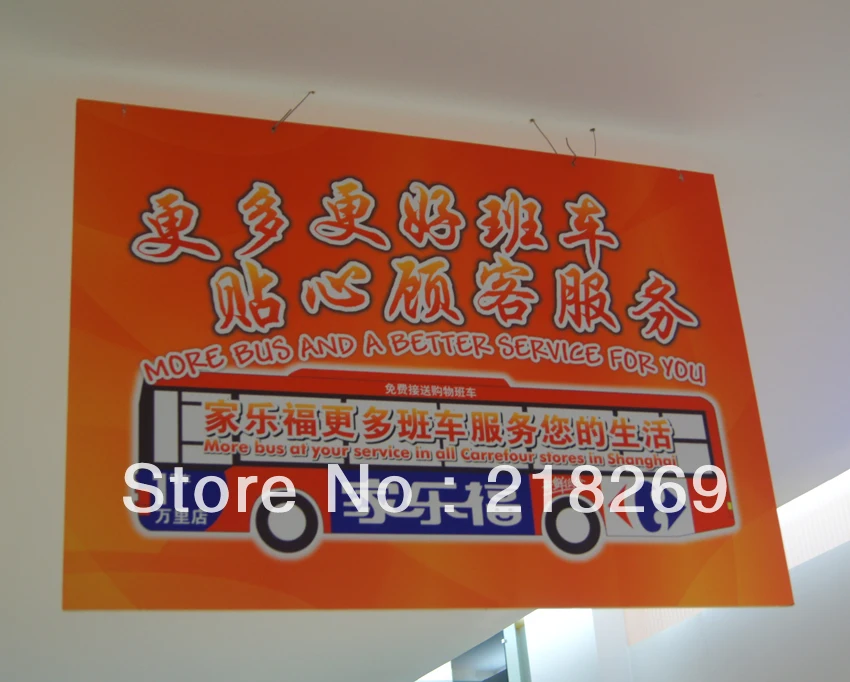 更多更好班车
贴心顾客服务
MORE BUS AND A BETTER SERVICE FOR YOU
免费接送购物班车
家乐福更多班车服务您的生活
More bus at your service in all Carrefour stores in Shanghai
Store No : 218269
家乐福
万里店